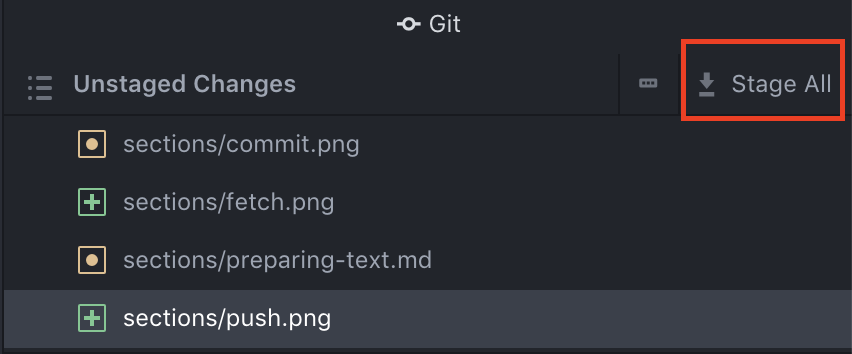 Git
Unstaged Changes Stage All
sections/commit.png
sections/fetch.png
sections/preparing-text.md
sections/push.png